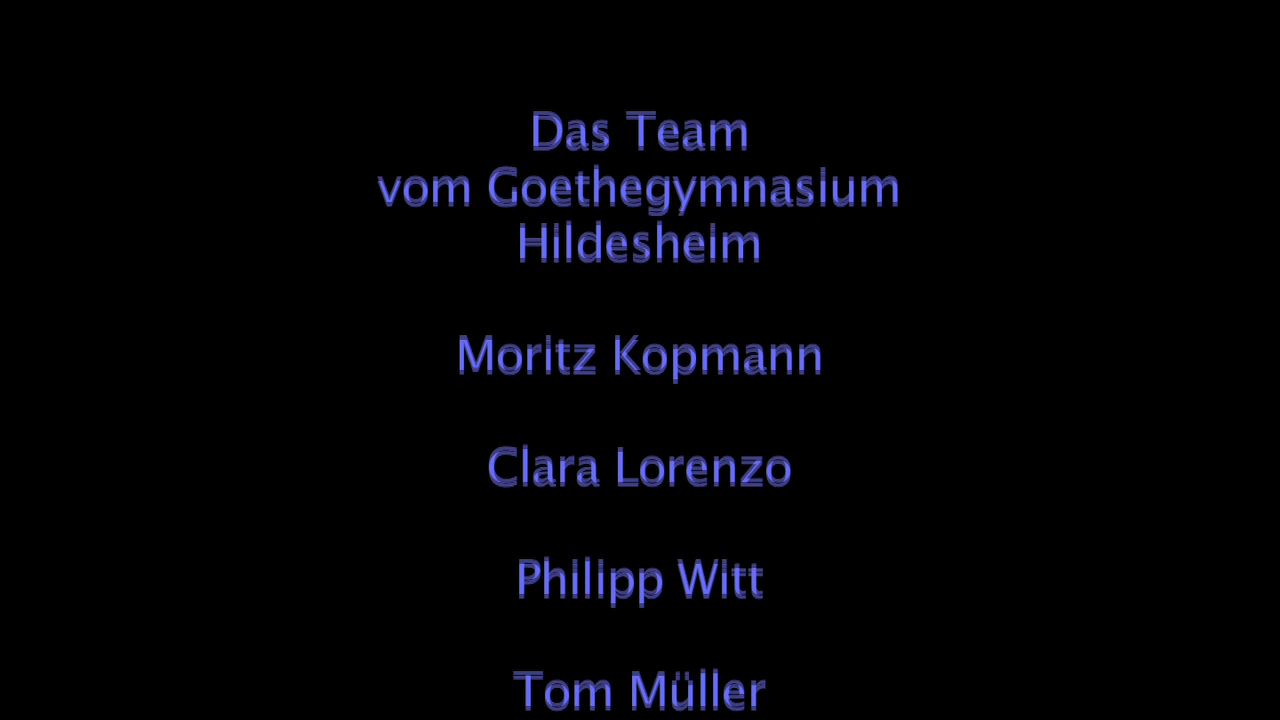 Das Team
vom Goethegymnasium
Hildesheim
Moritz Kopmann
Clara Lorenzo
Philipp Witt
Tom Müller